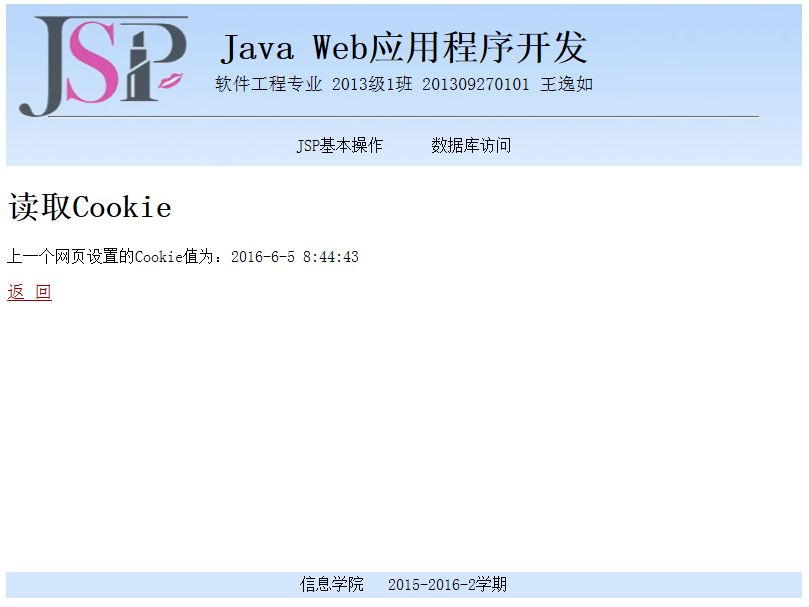 JSP
Java Web应用程序开发
软件工程专业 2013级1班 201309270101 王逸如
JSP基本操作 数据库访问
读取Cookie
上一个网页设置的Cookie值为：2016-6-5 8:44:43
返 回
信息学院 2015-2016-2学期